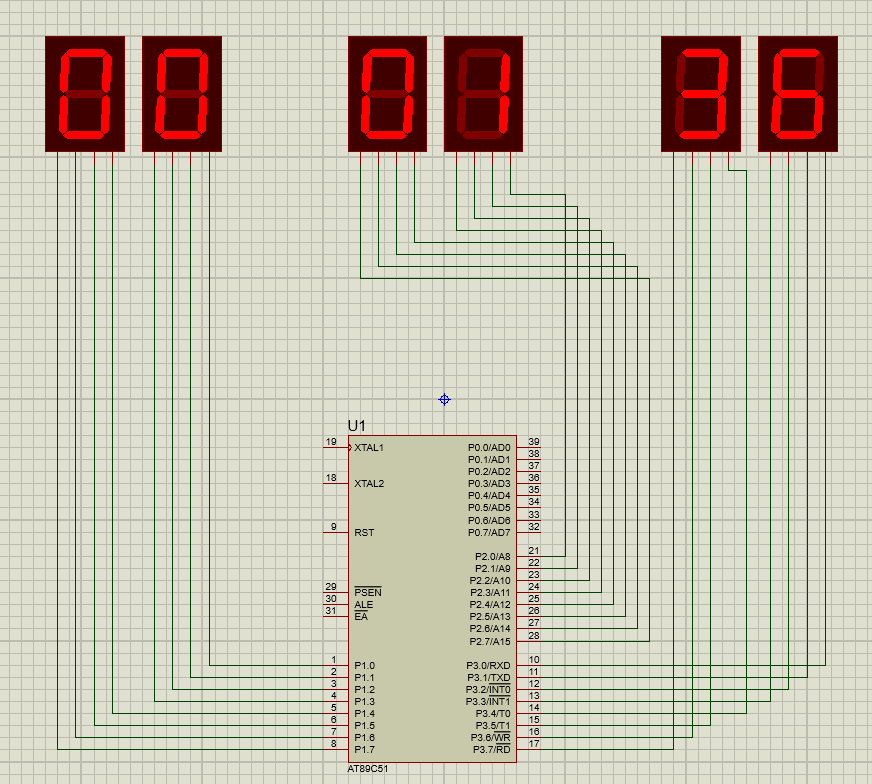 00 01 36
U1
19 XTAL1 P0.0/AD0 39
P0.1/AD1 38
P0.2/AD2 37
18 XTAL2 P0.3/AD3 36
P0.4/AD4 35
P0.5/AD5 34
P0.6/AD6 33
9 RST P0.7/AD7 32
P2.0/A8 21
P2.1/A9 22
P2.2/A10 23
29 PSEN P2.3/A11 24
30 ALE P2.4/A12 25
31 EA P2.5/A13 26
P2.6/A14 27
P2.7/A15 28
1 P1.0 P3.0/RXD 10
2 P1.1 P3.1/TXD 11
3 P1.2 P3.2/INT0 12
4 P1.3 P3.3/INT1 13
5 P1.4 P3.4/T0 14
6 P1.5 P3.5/T1 15
7 P1.6 P3.6/WR 16
8 P1.7 P3.7/RD 17
AT89C51